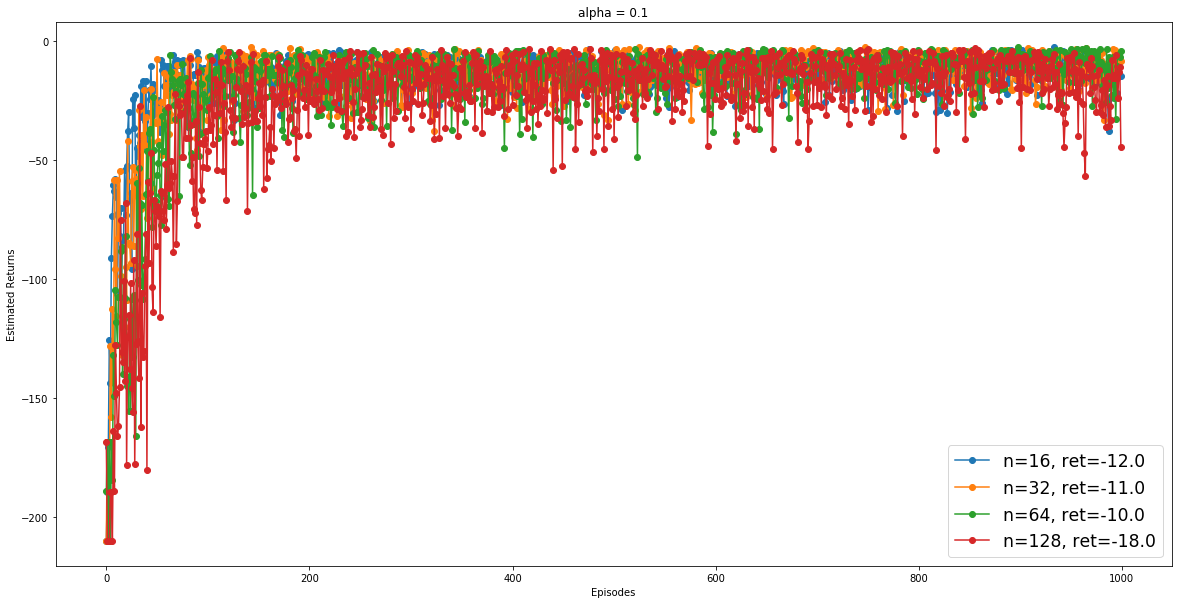 alpha = 0.1
0
−50
−100
−150
−200
Estimated Returns
0
200
400
600
800
1000
Episodes
n=16, ret=-12.0
n=32, ret=-11.0
n=64, ret=-10.0
n=128, ret=-18.0